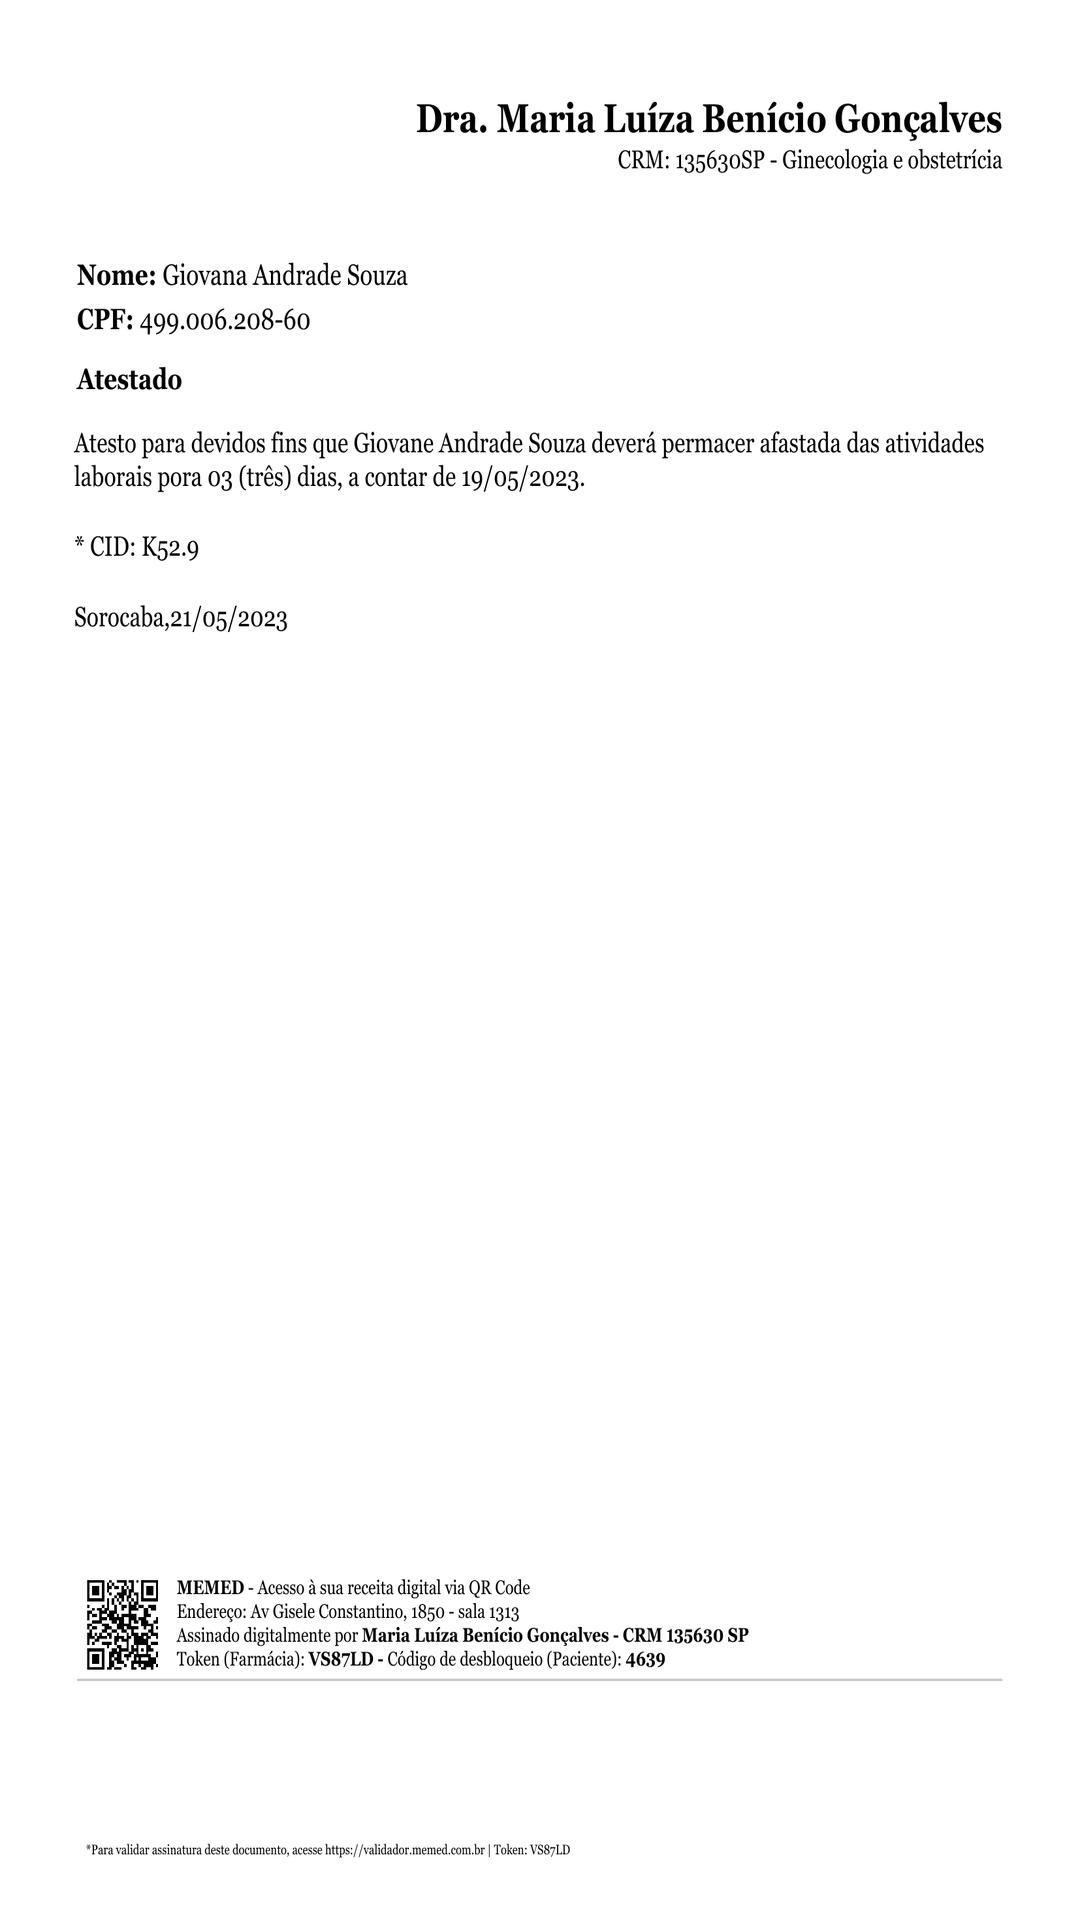 Dra. Maria Luíza Benício Gonçalves
CRM: 135630SP - Ginecologia e obstetrícia
Nome: Giovana Andrade Souza
CPF: 499.006.208-60
Atestado
Atesto para devidos fins que Giovane Andrade Souza deverá permacer afastada das atividades
laborais pora 03 (três) dias, a contar de 19/05/2023.
* CID: K52.9
Sorocaba,21/05/2023
MEMED - Acesso à sua receita digital via QR Code
Endereço: Av Gisele Constantino, 1850 - sala 1313
Assinado digitalmente por Maria Luíza Benício Gonçalves - CRM 135630 SP
Token (Farmácia): VS87LD - Código de desbloqueio (Paciente): 4639
*Para validar assinatura deste documento, acesse https://validador.memed.com.br | Token: VS87LD